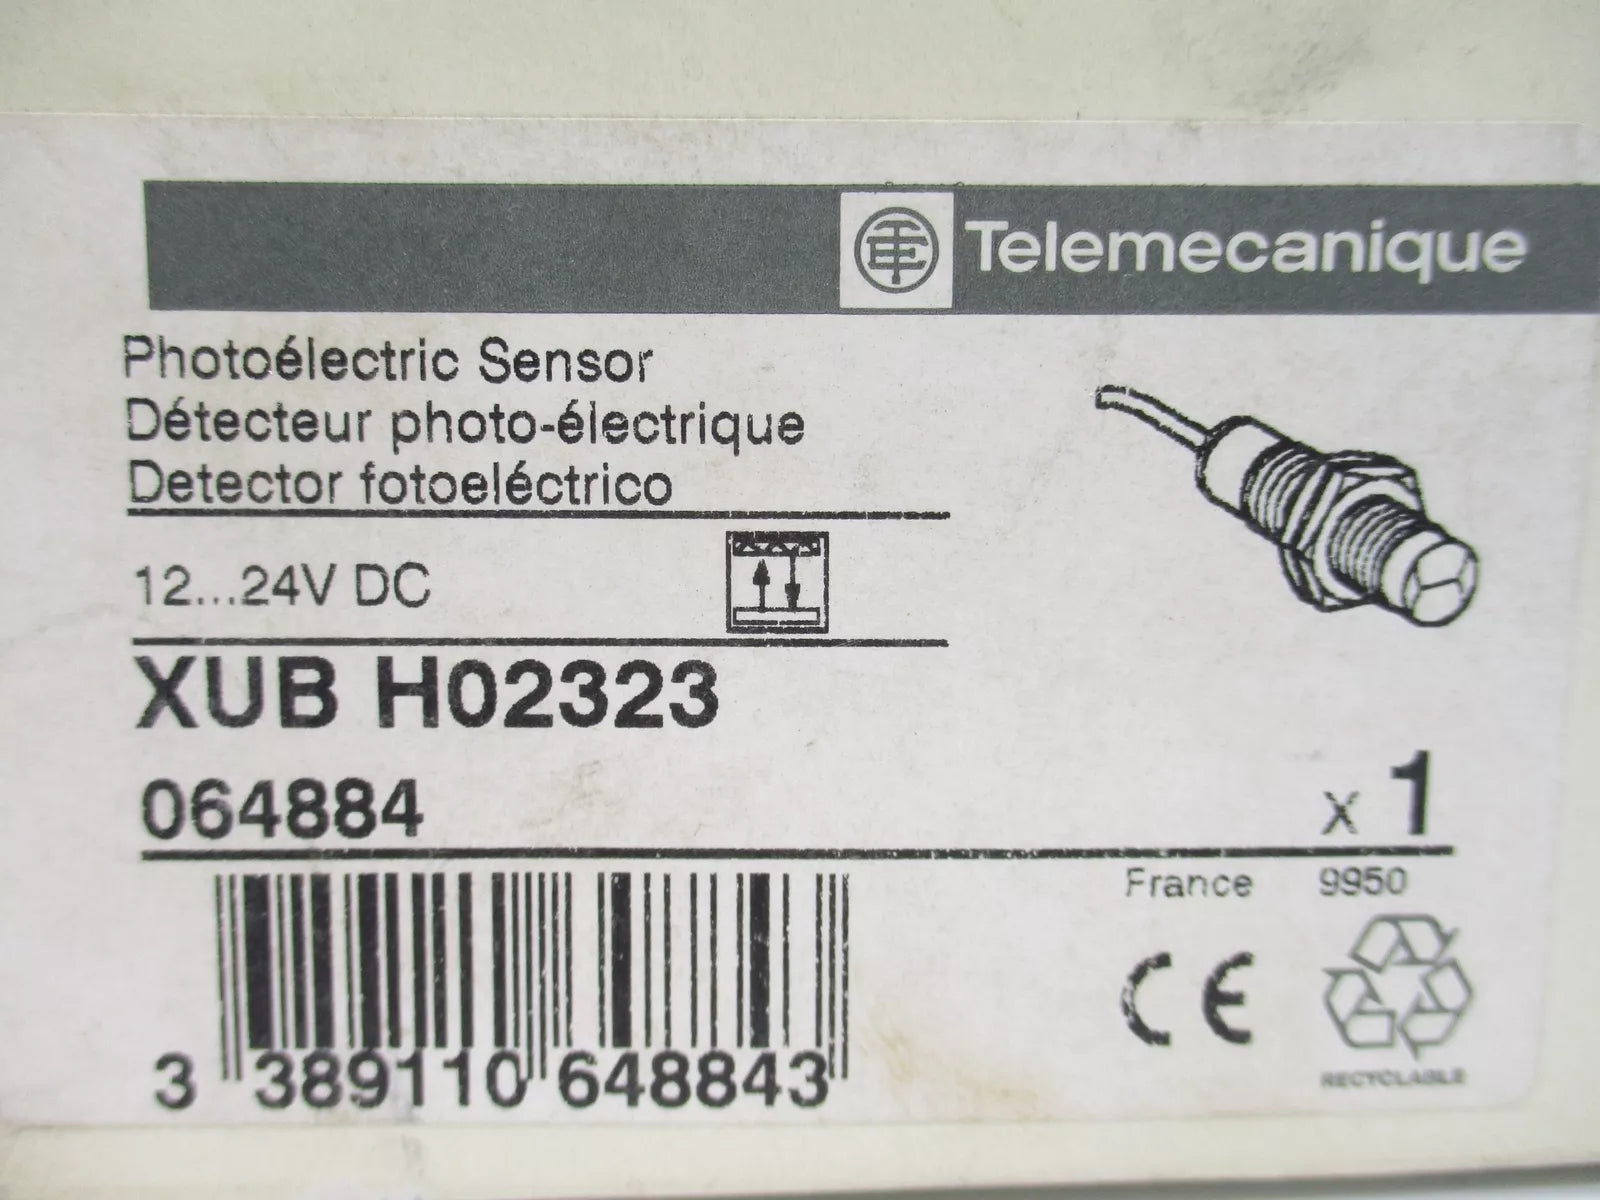 Telemecanique
Photoélectric Sensor
Détecteur photo-électrique
Detector fotoeléctrico
12...24V DC
XUB H02323
064884
x 1
France 9950
CE
RECYCLABLE
3 389110 648843